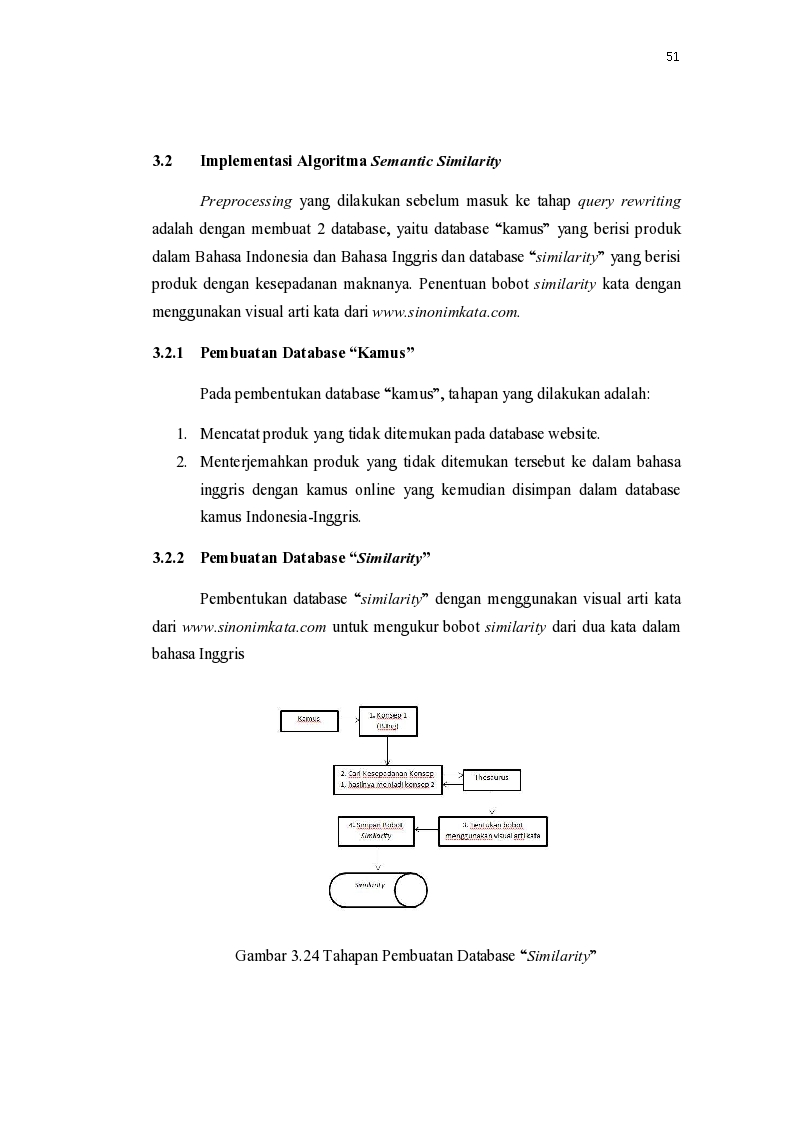 51
3.2 Implementasi Algoritma Semantic Similarity
Preprocessing yang dilakukan sebelum masuk ke tahap query rewriting
adalah dengan membuat 2 database, yaitu database “kamus” yang berisi produk
dalam Bahasa Indonesia dan Bahasa Inggris dan database “similarity” yang berisi
produk dengan kesepadanan maknanya. Penentuan bobot similarity kata dengan
menggunakan visual arti kata dari www.sinonimkata.com.
3.2.1 Pembuatan Database “Kamus”
Pada pembentukan database “kamus”, tahapan yang dilakukan adalah:
1. Mencatat produk yang tidak ditemukan pada database website.
2. Menterjemahkan produk yang tidak ditemukan tersebut ke dalam bahasa
inggris dengan kamus online yang kemudian disimpan dalam database
kamus Indonesia-Inggris.
3.2.2 Pembuatan Database “Similarity”
Pembentukan database “similarity” dengan menggunakan visual arti kata
dari www.sinonimkata.com untuk mengukur bobot similarity dari dua kata dalam
bahasa Inggris
Kamus
1. Konsep 1
(B.Ing)
2. Cari Kesepadanan Konsep
1, hasilnya menjadi konsep 2
Thesaurus
4. Simpan Bobot
Similarity
3. Tentukan bobot
menggunakan visual arti kata
Similarity
Gambar 3.24 Tahapan Pembuatan Database “Similarity”